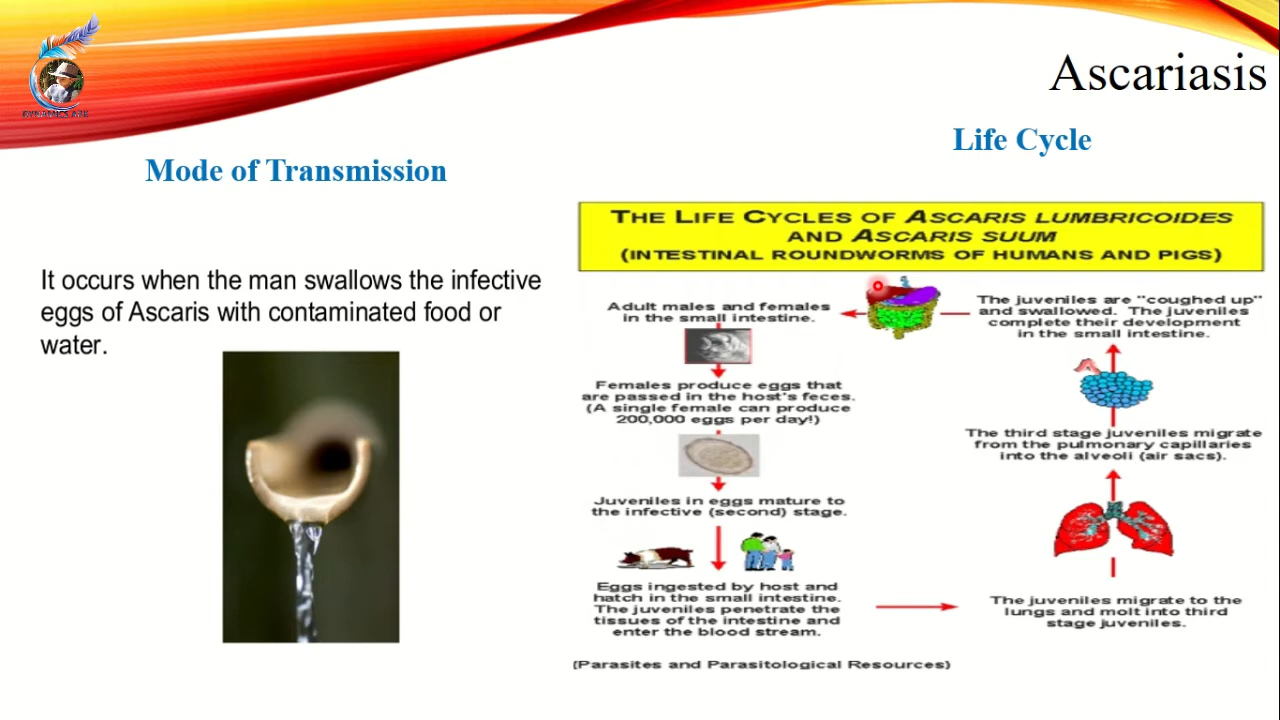 DYNAMICS ARK
Ascariasis
Mode of Transmission
It occurs when the man swallows the infective
eggs of Ascaris with contaminated food or
water.
Life Cycle
THE LIFE CYCLES OF ASCARIS LUMBRICOIDES
AND ASCARIS SUUM
(INTESTINAL ROUNDWORMS OF HUMANS AND PIGS)
Adult males and females
in the small intestine.
Females produce eggs that
are passed in the host's feces.
(A single female can produce
200,000 eggs per day!)
Juveniles in eggs mature to
the infective (second) stage.
Eggs ingested by host and
hatch in the small intestine.
The juveniles penetrate the
tissues of the intestine and
enter the blood stream.
The juveniles migrate to the
lungs and molt into third
stage juveniles.
The third stage juveniles migrate
from the pulmonary capillaries
into the alveoli (air sacs).
The juveniles are "coughed up"
and swallowed. The juveniles
complete their development
in the small intestine.
(Parasites and Parasitological Resources)